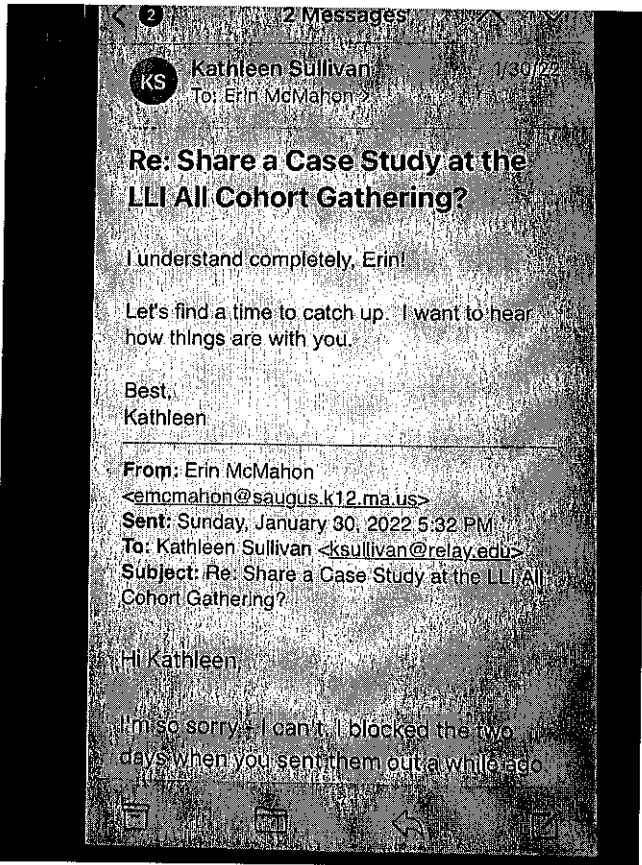 2 2 Messages
KS Kathleen Sullivan 1/30/22
To: Erin McMahon >
Re: Share a Case Study at the
LLI All Cohort Gathering?
I understand completely, Erin!
Let's find a time to catch up. I want to hear
how things are with you.
Best,
Kathleen
From: Erin McMahon
<emcmahon@saugus.k12.ma.us>
Sent: Sunday, January 30, 2022 5:32 PM
To: Kathleen Sullivan <ksullivan@relay.edu>
Subject: Re: Share a Case Study at the LLI All
Cohort Gathering?
Hi Kathleen,
I'm so sorry - I can't. I blocked the two
days when you sent them out a while ago